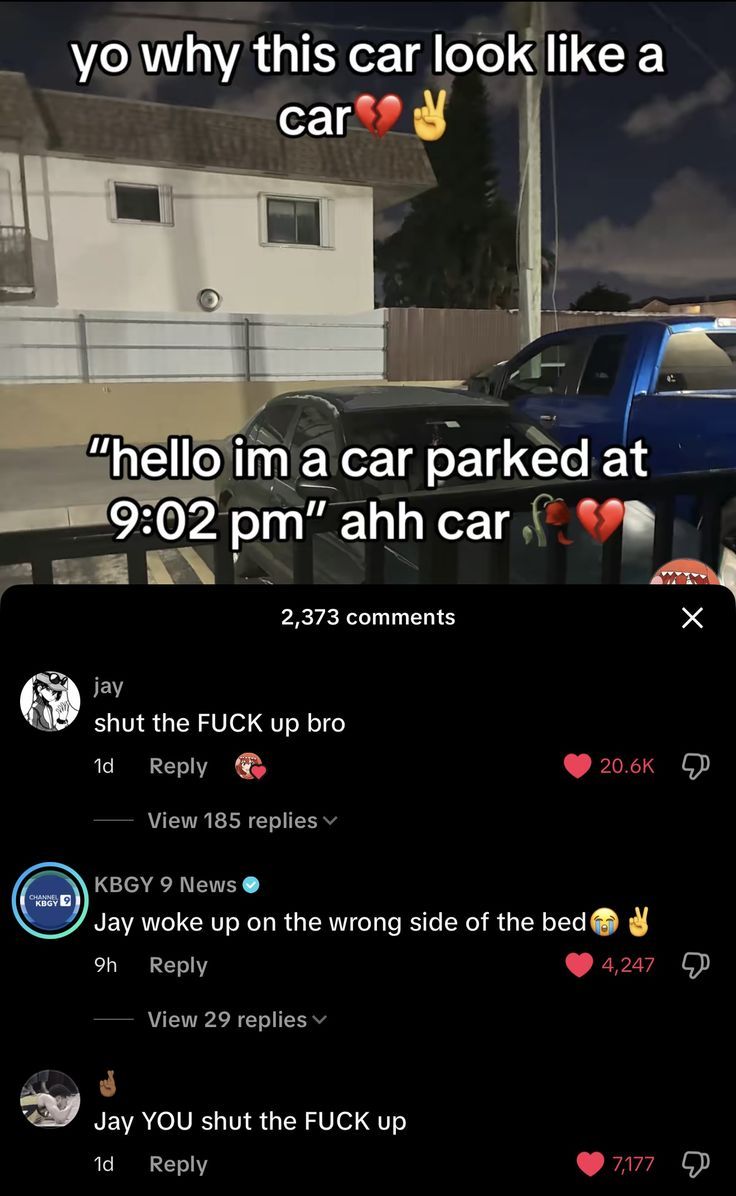 yo why this car look like a
car💔✌️
“hello im a car parked at
9:02 pm” ahh car 🥀💔
2,373 comments
jay
shut the FUCK up bro
1d Reply 20.6K
View 185 replies
KBGY 9 News
CHANNEL 9
KBGY
Jay woke up on the wrong side of the bed😭✌️
9h Reply 4,247
View 29 replies
🤞🏾
Jay YOU shut the FUCK up
1d Reply 7,177